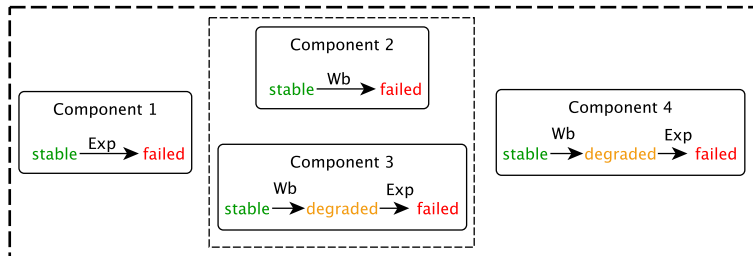 Component 1
Exp
stable failed
Component 2
Wb
stable failed
Component 3
Wb Exp
stable degraded failed
Component 4
Wb Exp
stable degraded failed